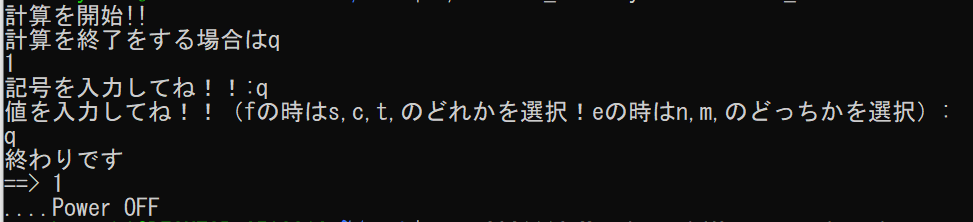 計算を開始!!
計算を終了をする場合はq
1
記号を入力してね！！:q
値を入力してね！！（fの時はs,c,t,のどれかを選択！eの時はn,m,のどっちかを選択）:
q
終わりです
==> 1
....Power OFF